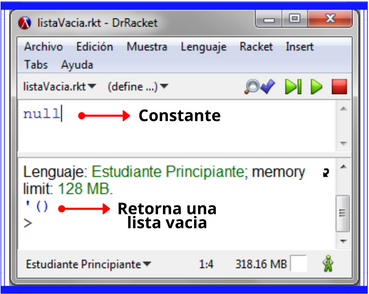 listaVacia.rkt - DrRacket
Archivo Edición Muestra Lenguaje Racket Insert
Tabs Ayuda
listaVacia.rkt (define ...)
null Constante
Lenguaje: Estudiante Principiante; memory
limit: 128 MB.
'() Retorna una
lista vacia
>
Estudiante Principiante 1:4 318.16 MB